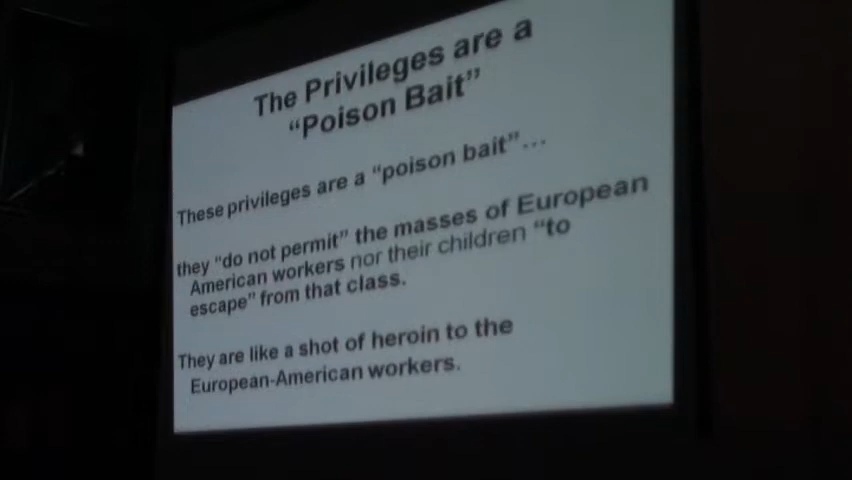 The Privileges are a
“Poison Bait”
These privileges are a “poison bait”…
they “do not permit” the masses of European
American workers nor their children “to
escape” from that class.
They are like a shot of heroin to the
European-American workers.